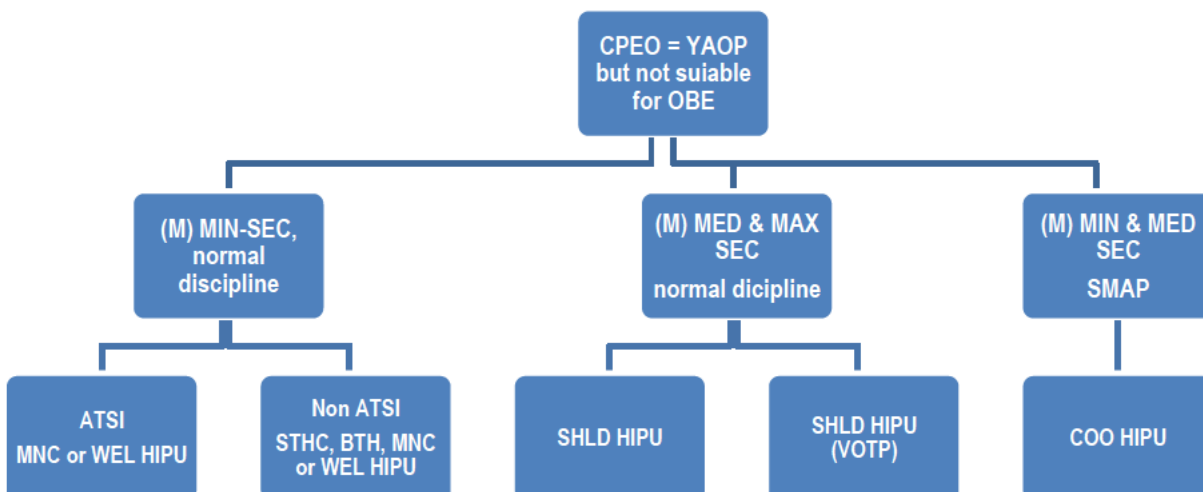 CPEO = YAOP
but not suiable
for OBE
(M) MIN-SEC,
normal
discipline
(M) MED & MAX
SEC
normal dicipline
(M) MIN & MED
SEC
SMAP
ATSI
MNC or WEL HIPU
Non ATSI
STHC, BTH, MNC
or WEL HIPU
SHLD HIPU
SHLD HIPU
(VOTP)
COO HIPU